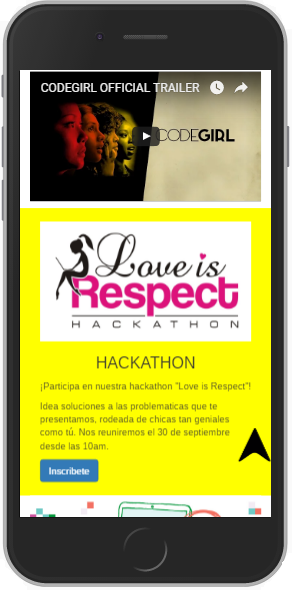 CODEGIRL OFFICIAL TRAILER
CODEGIRL
Love is
Respect
HACKATHON
HACKATHON
¡Participa en nuestra hackathon "Love is Respect"!
Idea soluciones a las problematicas que te
presentamos, rodeada de chicas tan geniales
como tú. Nos reuniremos el 30 de septiembre
desde las 10am.
Inscribete